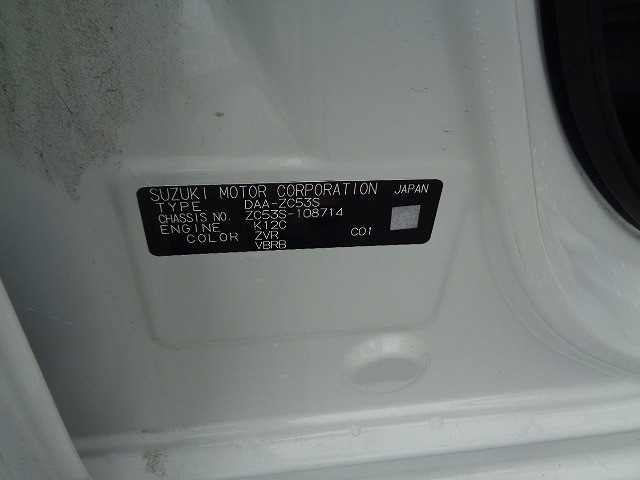 SUZUKI MOTOR CORPORATION JAPAN
TYPE DAA-ZC53S
CHASSIS NO. ZC53S-108714
ENGINE K12C
COLOR ZVR C01
VBRB